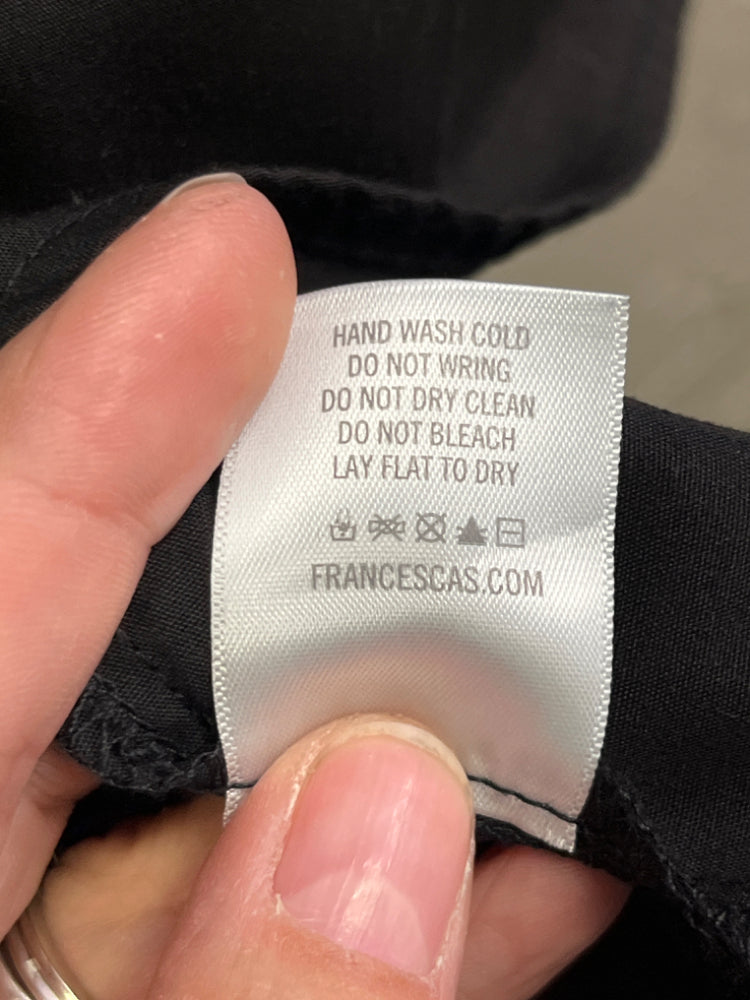 HAND WASH COLD
DO NOT WRING
DO NOT DRY CLEAN
DO NOT BLEACH
LAY FLAT TO DRY
FRANCESCAS.COM